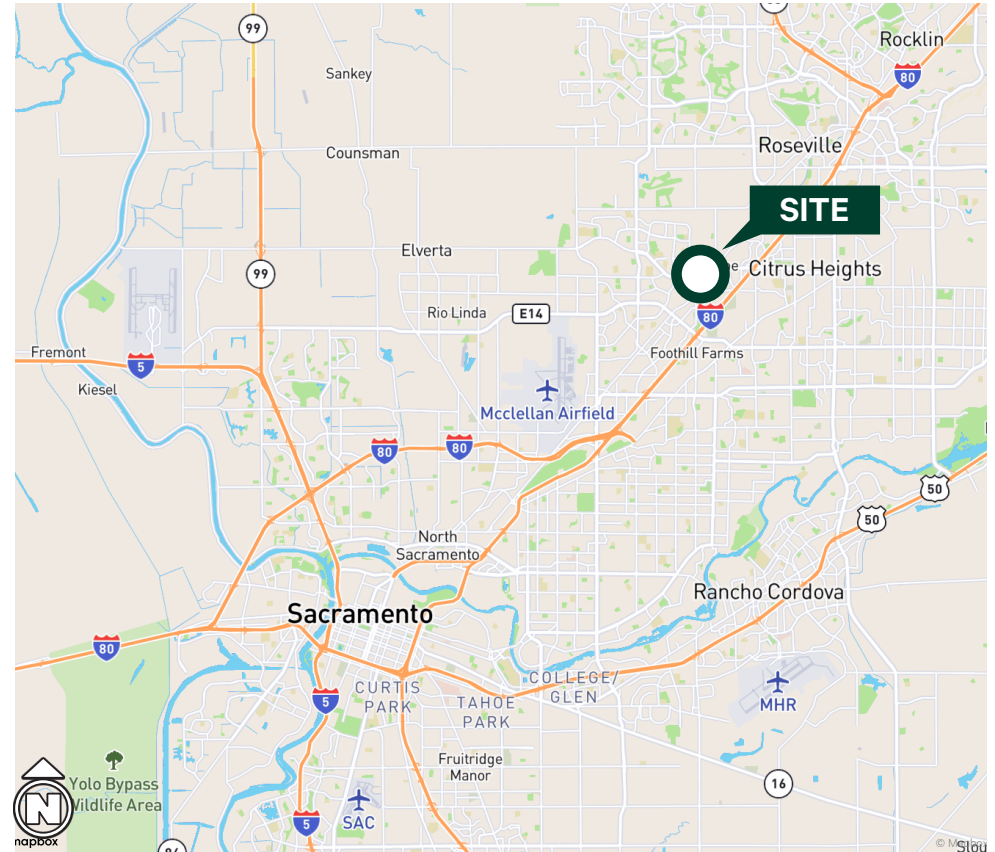 99
Rocklin
80
Sankey
Roseville
Counsman
SITE
Elverta
Citrus Heights
99
Rio Linda
E14
80
Fremont
5
Foothill Farms
Kiesel
Mcclellan Airfield
80
80
50
50
North
Sacramento
Rancho Cordova
Sacramento
80
COLLEGE/
GLEN
CURTIS
PARK
5
TAHOE
PARK
MHR
Fruitridge
Manor
16
Yolo Bypass
Wildlife Area
N
SAC
5
mapbox